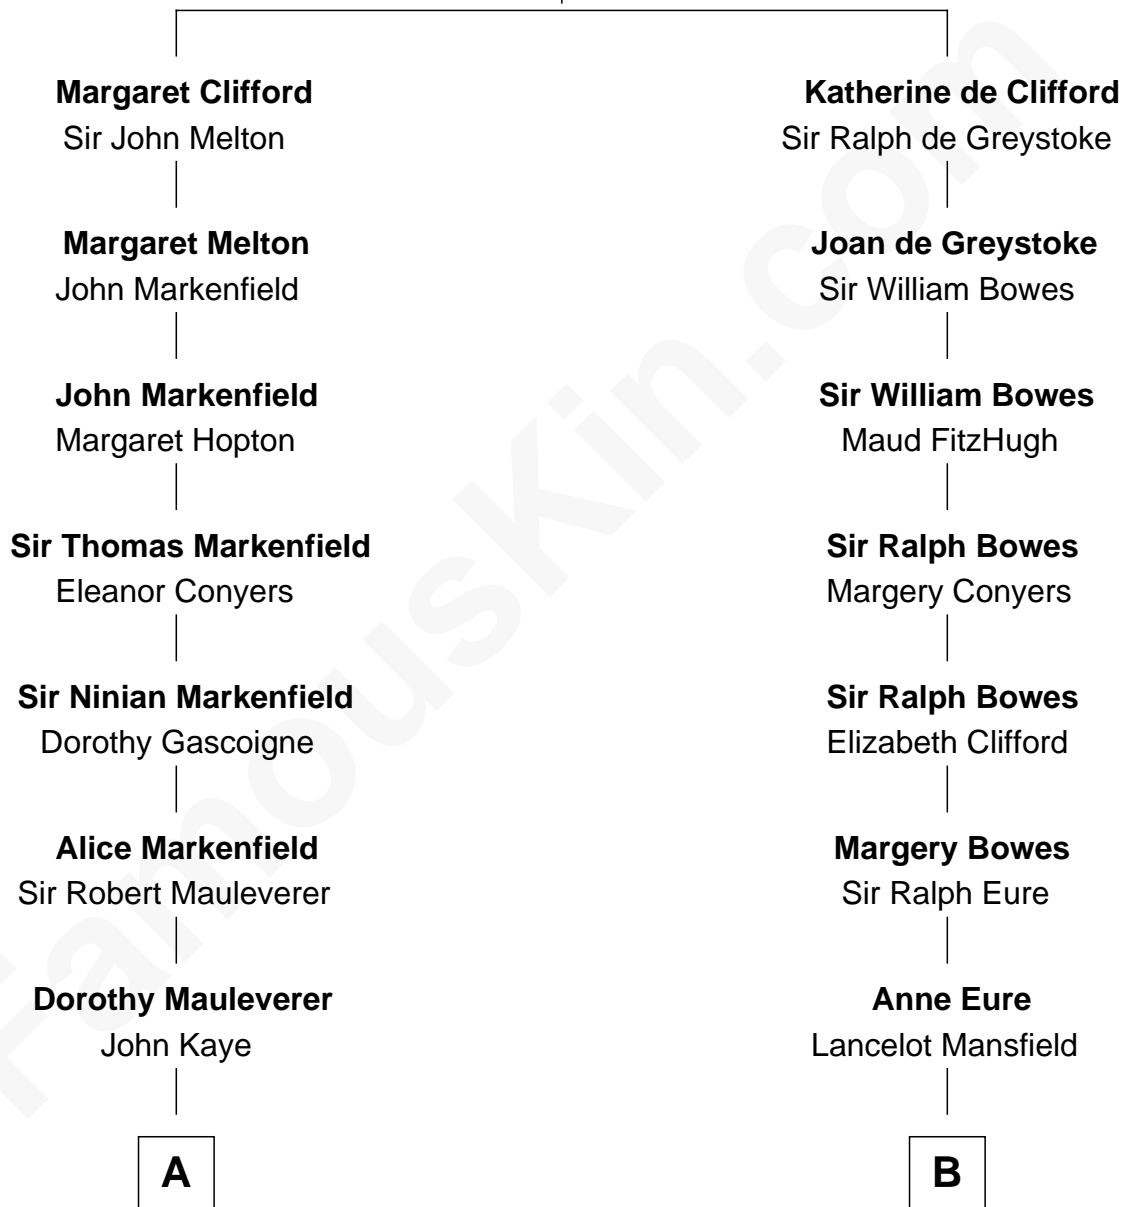 Margaret Clifford
Sir John Melton
Margaret Melton
John Markenfield
John Markenfield
Margaret Hopton
Sir Thomas Markenfield
Eleanor Conyers
Sir Ninian Markenfield
Dorothy Gascoigne
Alice Markenfield
Sir Robert Mauleverer
Dorothy Mauleverer
John Kaye
A
Katherine de Clifford
Sir Ralph de Greystoke
Joan de Greystoke
Sir William Bowes
Sir William Bowes
Maud FitzHugh
Sir Ralph Bowes
Margery Conyers
Sir Ralph Bowes
Elizabeth Clifford
Margery Bowes
Sir Ralph Eure
Anne Eure
Lancelot Mansfield
B
FamousKin.com